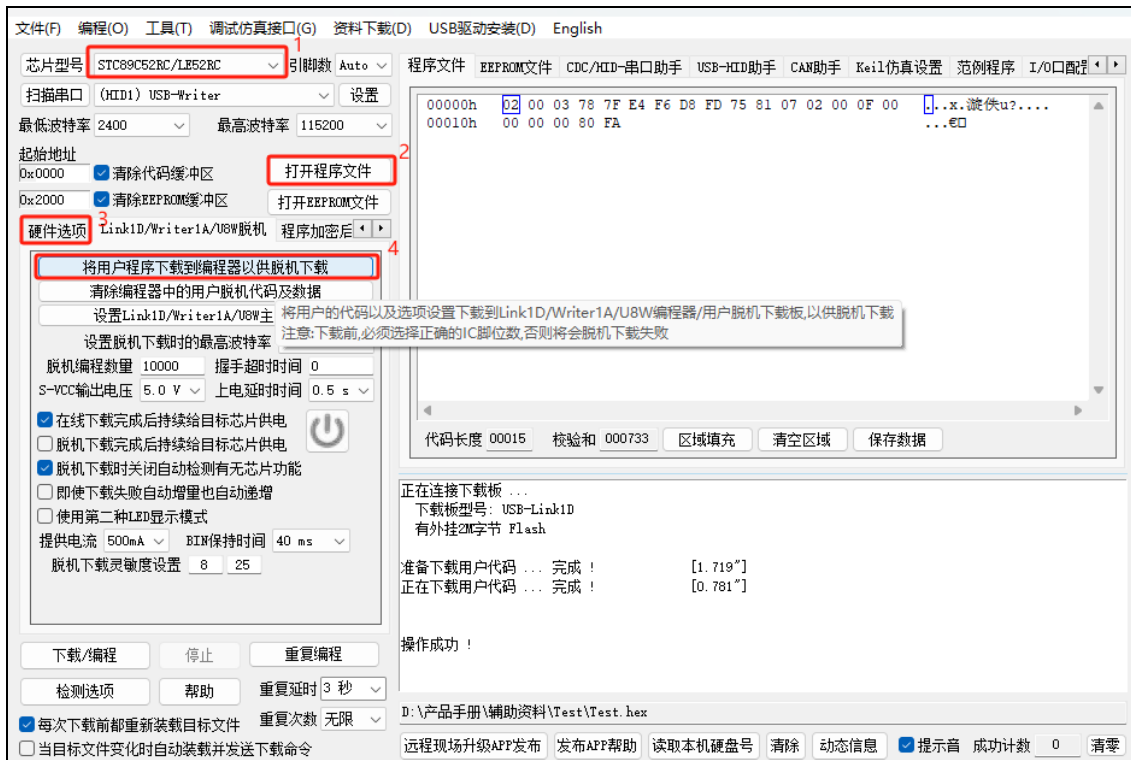 文件(F) 编程(O) 工具(T) 调试仿真接口(G) 资料下载(D) USB驱动安装(D) English
1
芯片型号 STC89C52RC/LE52RC 引脚数 Auto
扫描串口 (HID1) USB-Writer 设置
最低波特率 2400 最高波特率 115200
起始地址
0x0000 清除代码缓冲区 打开程序文件
2
0x2000 清除EEPROM缓冲区 打开EEPROM文件
3
硬件选项 Link1D/Writer1A/U8W脱机 程序加密后
4
将用户程序下载到编程器以供脱机下载
清除编程器中的用户脱机代码及数据
设置Link1D/Writer1A/U8W主
将用户的代码以及选项设置下载到Link1D/Writer1A/U8W编程器/用户脱机下载板,以供脱机下载
注意:下载前,必须选择正确的IC脚位数,否则将会脱机下载失败
设置脱机下载时的最高波特率
脱机编程数量 10000 握手超时时间 0
S-VCC输出电压 5.0 V 上电延时时间 0.5 s
在线下载完成后持续给目标芯片供电
脱机下载完成后持续给目标芯片供电
脱机下载时关闭自动检测有无芯片功能
即使下载失败自动增量也自动递增
使用第二种LED显示模式
提供电流 500mA BIN保持时间 40 ms
脱机下载灵敏度设置 8 25
下载/编程 停止 重复编程
检测选项 帮助 重复延时 3 秒
每次下载前都重新装载目标文件 重复次数 无限
当目标文件变化时自动装载并发送下载命令
程序文件 EEPROM文件 CDC/HID-串口助手 USB-HID助手 CAN助手 Keil仿真设置 范例程序 I/O口配
00000h 02 00 03 78 7F E4 F6 D8 FD 75 81 07 02 00 0F 00 ...x.漩佚u?....
00010h 00 00 00 80 FA ...€
代码长度 00015 校验和 000733 区域填充 清空区域 保存数据
正在连接下载板 ...
下载板型号: USB-Link1D
有外挂2M字节 Flash
准备下载用户代码 ... 完成 ! [1.719"]
正在下载用户代码 ... 完成 ! [0.781"]
操作成功 !
D:\产品手册\辅助资料\Test\Test.hex
远程现场升级APP发布 发布APP帮助 读取本机硬盘号 清除 动态信息 提示音 成功计数 0 清零